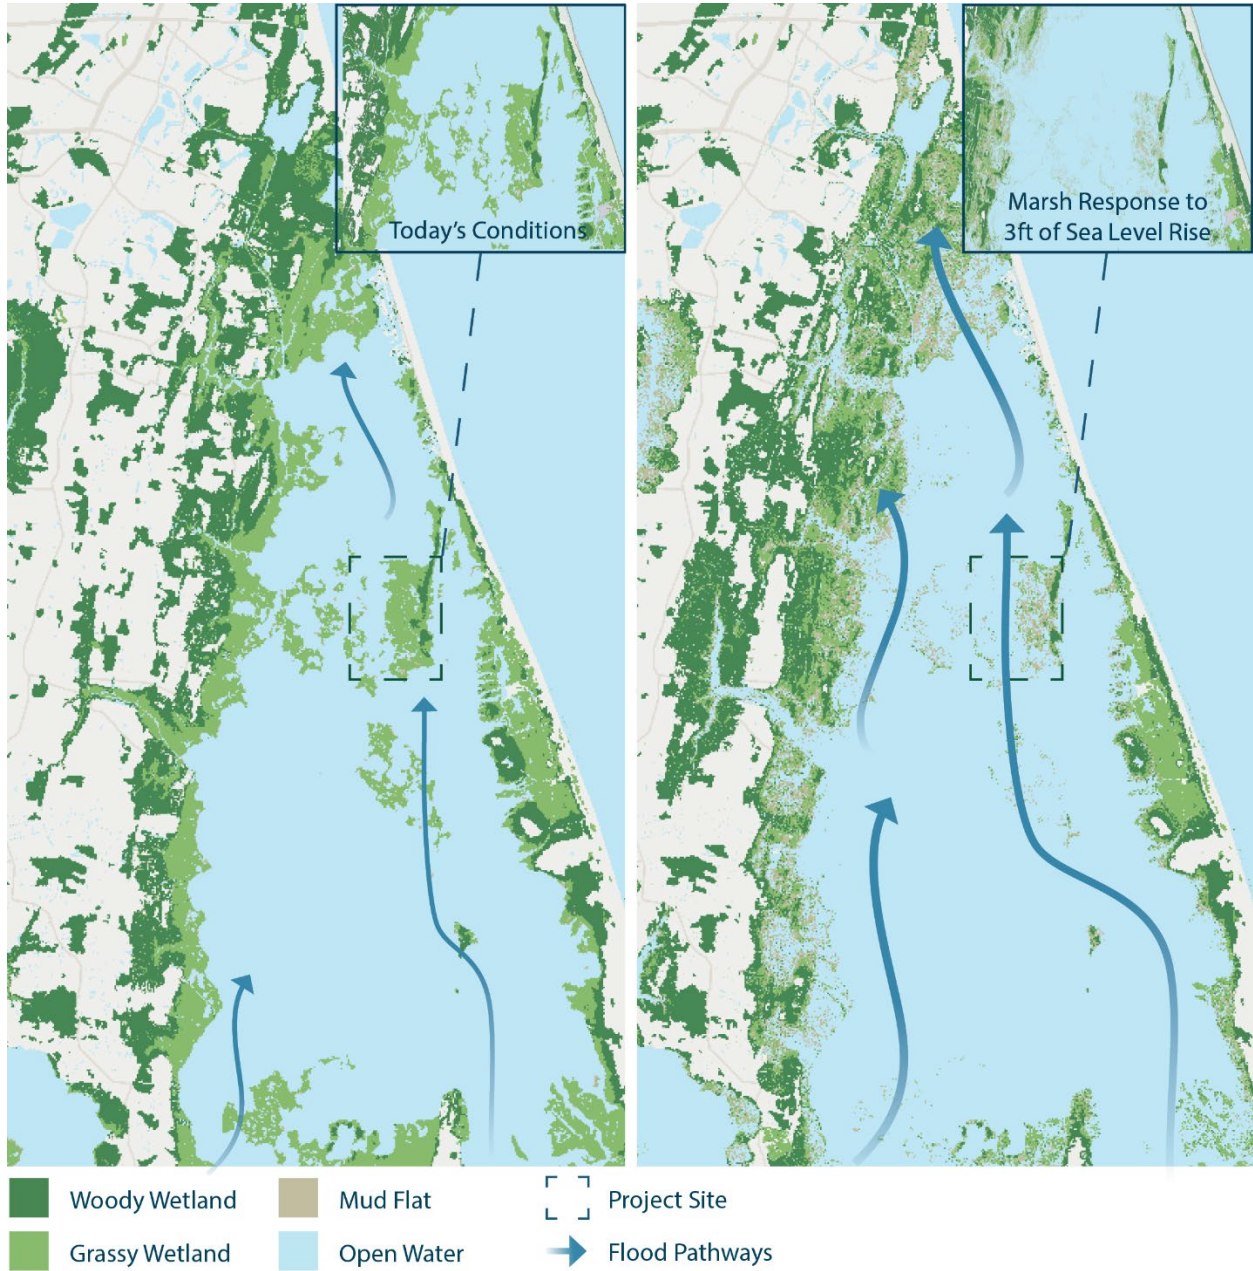 Today's Conditions
Marsh Response to
3ft of Sea Level Rise
Woody Wetland
Mud Flat
Project Site
Grassy Wetland
Open Water
Flood Pathways